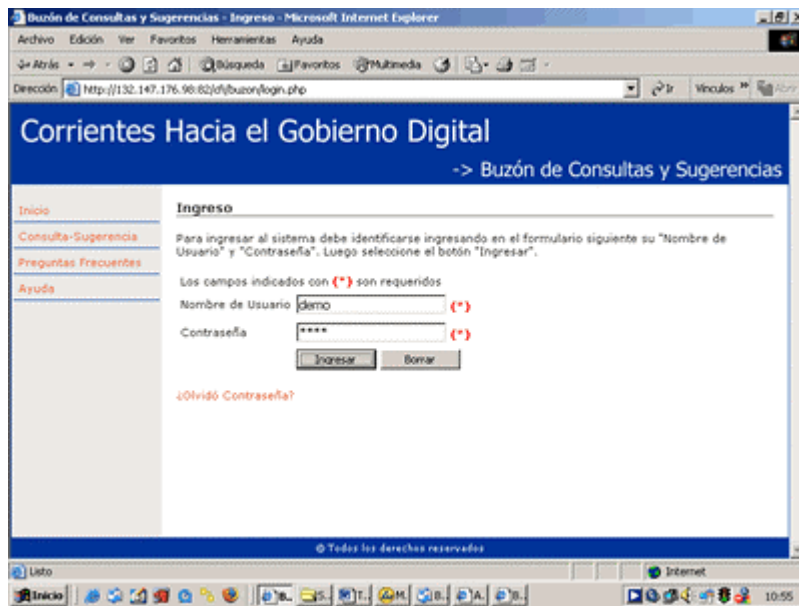 Buzón de Consultas y Sugerencias - Ingreso - Microsoft Internet Explorer
Archivo Edición Ver Favoritos Herramientas Ayuda
Atrás Búsqueda Favoritos Multimedia
Dirección http://132.147.176.98:82/cfi/buzon/login.php Ir Vínculos »
Corrientes Hacia el Gobierno Digital
-> Buzón de Consultas y Sugerencias
Inicio
Consulta-Sugerencia
Preguntas Frecuentes
Ayuda
Ingreso
Para ingresar al sistema debe identificarse ingresando en el formulario siguiente su "Nombre de
Usuario" y "Contraseña". Luego seleccione el botón "Ingresar".
Los campos indicados con (*) son requeridos
Nombre de Usuario demo (*)
Contraseña **** (*)
Ingresar Borrar
¿Olvidó Contraseña?
© Todos los derechos reservados
Listo Internet
Inicio B... S... T... M... B... A... B... 10:55